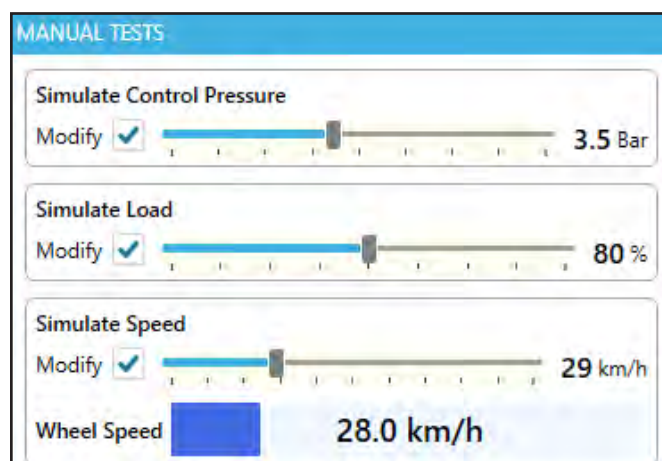 MANUAL TESTS
Simulate Control Pressure
Modify 3.5 Bar
Simulate Load
Modify 80 %
Simulate Speed
Modify 29 km/h
Wheel Speed 28.0 km/h